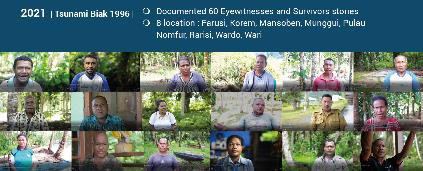 2021 | Tsunami Biak 1996 |
Documented 60 Eyewitnesses and Survivors stories
8 location : Farusi, Korem, Mansoben, Munggui, Pulau
Nomfur, Rarisi, Wardo, Wari